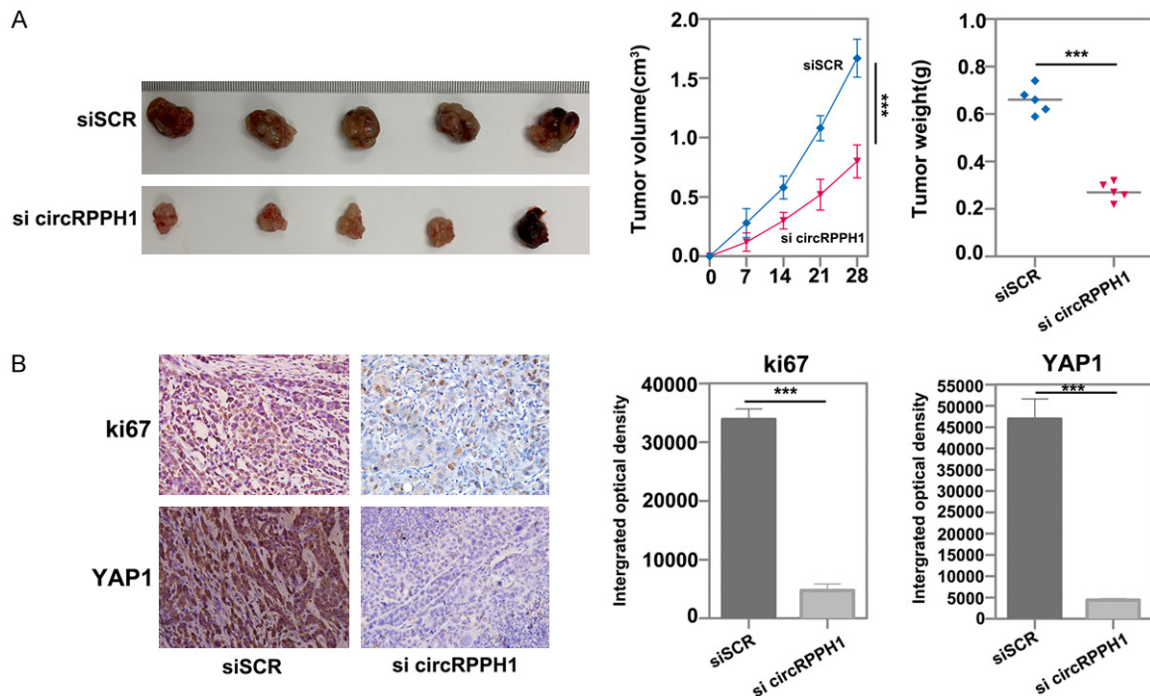 A
siSCR
si circRPPH1
Tumor volume(cm³)
2.0
1.5
1.0
0.5
0.0
0 7 14 21 28
siSCR
si circRPPH1
***
Tumor weight(g)
0.8
0.6
0.4
0.2
0.0
***
siSCR
si circRPPH1
B
ki67
YAP1
siSCR
si circRPPH1
ki67
Intergrated optical density
40000
30000
20000
10000
0
***
siSCR
si circRPPH1
YAP1
Intergrated optical density
55000
50000
45000
40000
35000
30000
25000
20000
15000
10000
5000
0
***
siSCR
si circRPPH1